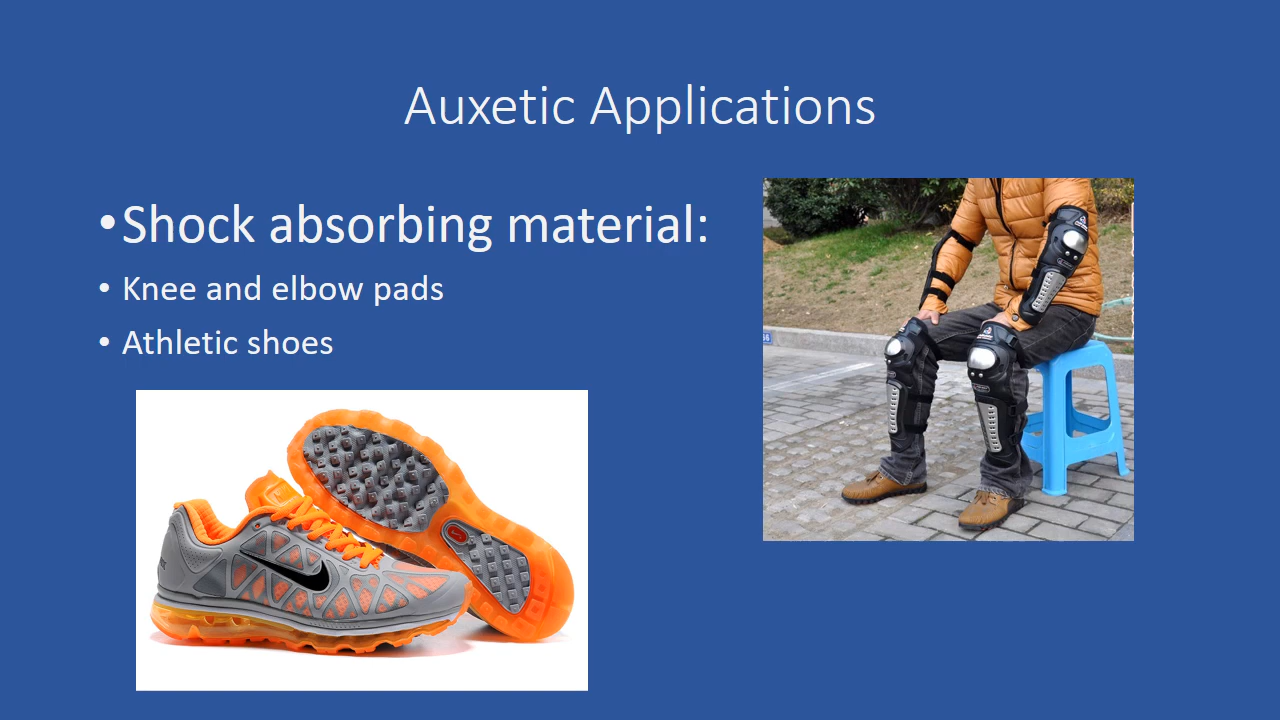 Auxetic Applications
•Shock absorbing material:
• Knee and elbow pads
• Athletic shoes